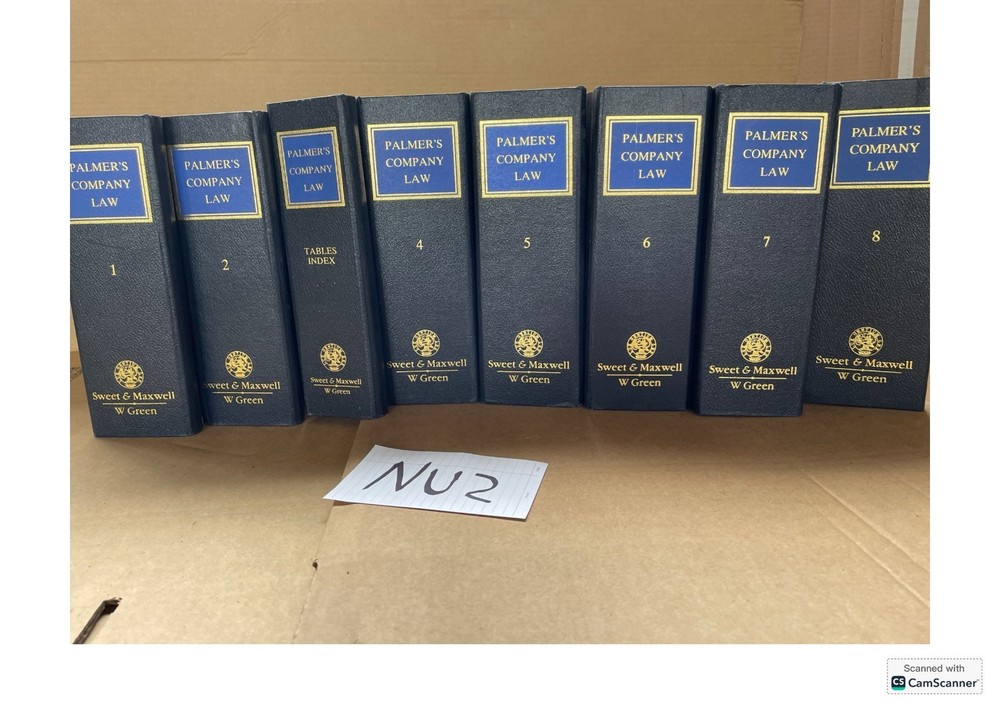 PALMER'S
COMPANY
LAW
1
Sweet & Maxwell
W Green
PALMER'S
COMPANY
LAW
2
Sweet & Maxwell
W Green
PALMER'S
COMPANY
LAW
TABLES
INDEX
Sweet & Maxwell
W Green
PALMER'S
COMPANY
LAW
4
Sweet & Maxwell
W Green
PALMER'S
COMPANY
LAW
5
Sweet & Maxwell
W Green
PALMER'S
COMPANY
LAW
6
Sweet & Maxwell
W Green
PALMER'S
COMPANY
LAW
7
Sweet & Maxwell
W Green
PALMER'S
COMPANY
LAW
8
Sweet & Maxwell
W Green
NU2
Scanned with
CS CamScanner